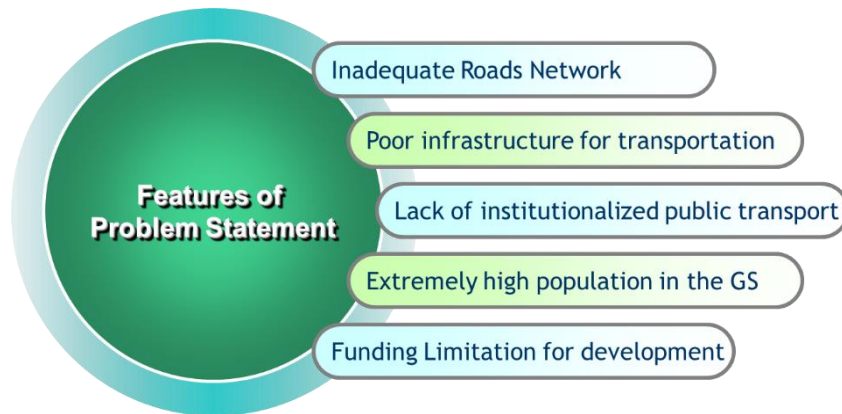 Features of
Problem Statement
Inadequate Roads Network
Poor infrastructure for transportation
Lack of institutionalized public transport
Extremely high population in the GS
Funding Limitation for development